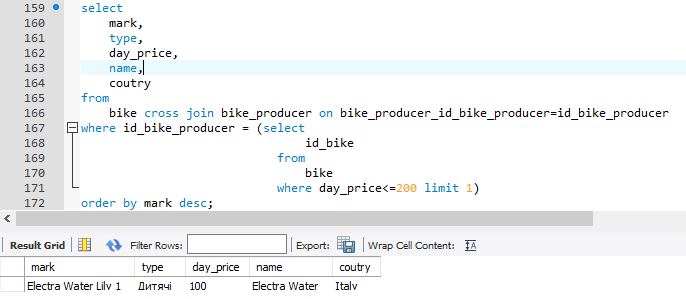 159 select
160 mark,
161 type,
162 day_price,
163 name,
164 coutry
165 from
166 bike cross join bike_producer on bike_producer_id_bike_producer=id_bike_producer
167 where id_bike_producer = (select
168 id_bike
169 from
170 bike
171 where day_price<=200 limit 1)
172 order by mark desc;
Result Grid Filter Rows: Export: Wrap Cell Content: IA
mark type day_price name coutry
Electra Water Lily 1 Дитячі 100 Electra Water Italy